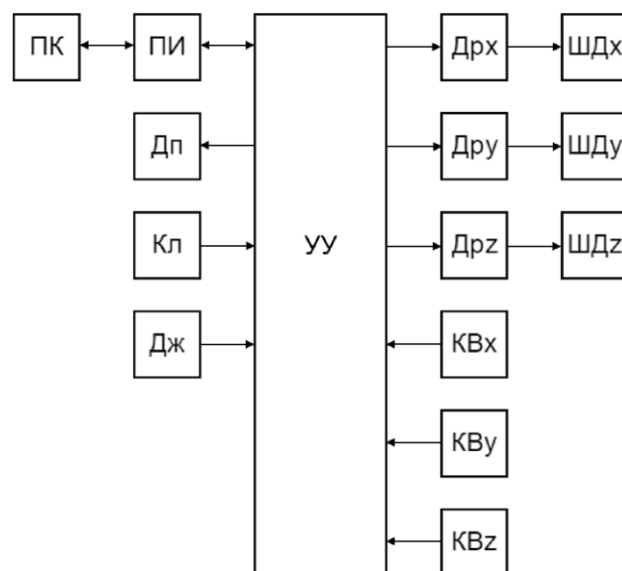 ПК ПИ Дрx ШДx
Дп Дрy ШДy
Кл УУ Дрz ШДz
Дж КВx
КВy
КВz